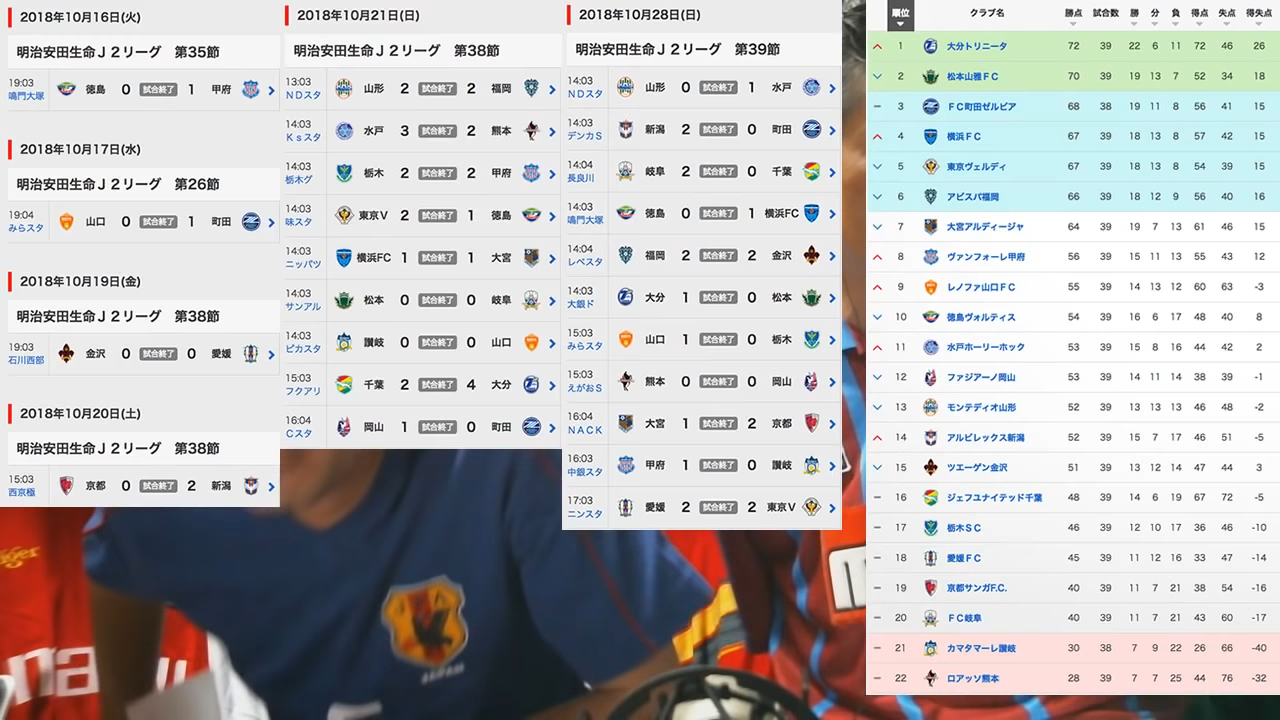 2018年10月16日(火)
明治安田生命Ｊ２リーグ　第35節
19:03 徳島 0 試合終了 1 甲府
鳴門大塚
2018年10月17日(水)
明治安田生命Ｊ２リーグ　第26節
19:04 山口 0 試合終了 1 町田
みらスタ
2018年10月19日(金)
明治安田生命Ｊ２リーグ　第38節
19:03 金沢 0 試合終了 0 愛媛
石川西部
2018年10月20日(土)
明治安田生命Ｊ２リーグ　第38節
15:03 京都 0 試合終了 2 新潟
西京極
2018年10月21日(日)
明治安田生命Ｊ２リーグ　第38節
13:03 山形 2 試合終了 2 福岡
ＮＤスタ
14:03 水戸 3 試合終了 2 熊本
Ｋｓスタ
14:03 栃木 2 試合終了 2 甲府
栃木グ
14:03 東京Ｖ 2 試合終了 1 徳島
味スタ
14:03 横浜FC 1 試合終了 1 大宮
ニッパツ
14:03 松本 0 試合終了 0 岐阜
サンアル
14:03 讃岐 0 試合終了 0 山口
ピカスタ
15:03 千葉 2 試合終了 4 大分
フクアリ
16:04 岡山 1 試合終了 0 町田
Ｃスタ
2018年10月28日(日)
明治安田生命Ｊ２リーグ　第39節
14:03 山形 0 試合終了 1 水戸
ＮＤスタ
14:03 新潟 2 試合終了 0 町田
デンカＳ
14:04 岐阜 2 試合終了 0 千葉
長良川
14:03 徳島 0 試合終了 1 横浜FC
鳴門大塚
14:04 福岡 2 試合終了 2 金沢
レベスタ
14:03 大分 1 試合終了 0 松本
大銀ド
15:03 山口 1 試合終了 0 栃木
みらスタ
15:03 熊本 0 試合終了 0 岡山
えがおＳ
16:04 大宮 1 試合終了 2 京都
ＮＡＣＫ
16:03 甲府 1 試合終了 0 讃岐
中銀スタ
17:03 愛媛 2 試合終了 2 東京Ｖ
ニンスタ
順位 クラブ名 勝点 試合数 勝 分 負 得点 失点 得失点
1 大分トリニータ 72 39 22 6 11 72 46 26
2 松本山雅ＦＣ 70 39 19 13 7 52 34 18
3 ＦＣ町田ゼルビア 68 38 19 11 8 56 41 15
4 横浜ＦＣ 67 39 18 13 8 57 42 15
5 東京ヴェルディ 67 39 18 13 8 54 39 15
6 アビスパ福岡 66 39 18 12 9 56 40 16
7 大宮アルディージャ 64 39 19 7 13 61 46 15
8 ヴァンフォーレ甲府 56 39 15 11 13 55 43 12
9 レノファ山口ＦＣ 55 39 14 13 12 60 63 -3
10 徳島ヴォルティス 54 39 16 6 17 48 40 8
11 水戸ホーリーホック 53 39 15 8 16 44 42 2
12 ファジアーノ岡山 53 39 14 11 14 38 39 -1
13 モンテディオ山形 52 39 13 13 13 46 48 -2
14 アルビレックス新潟 52 39 15 7 17 46 51 -5
15 ツエーゲン金沢 51 39 13 12 14 47 44 3
16 ジェフユナイテッド千葉 48 39 14 6 19 67 72 -5
17 栃木ＳＣ 46 39 12 10 17 36 46 -10
18 愛媛ＦＣ 45 39 11 12 16 33 47 -14
19 京都サンガF.C. 40 39 11 7 21 38 54 -16
20 ＦＣ岐阜 40 39 11 7 21 43 60 -17
21 カマタマーレ讃岐 30 38 7 9 22 26 66 -40
22 ロアッソ熊本 28 39 7 7 25 44 76 -32
JAPAN